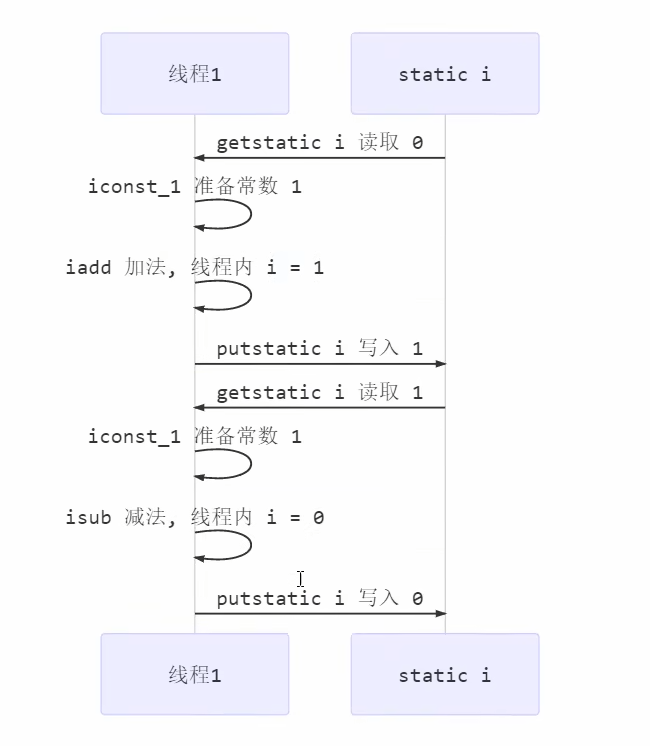 线程1
static i
getstatic i 读取 0
iconst_1 准备常数 1
iadd 加法, 线程内 i = 1
putstatic i 写入 1
getstatic i 读取 1
iconst_1 准备常数 1
isub 减法, 线程内 i = 0
putstatic i 写入 0
线程1
static i